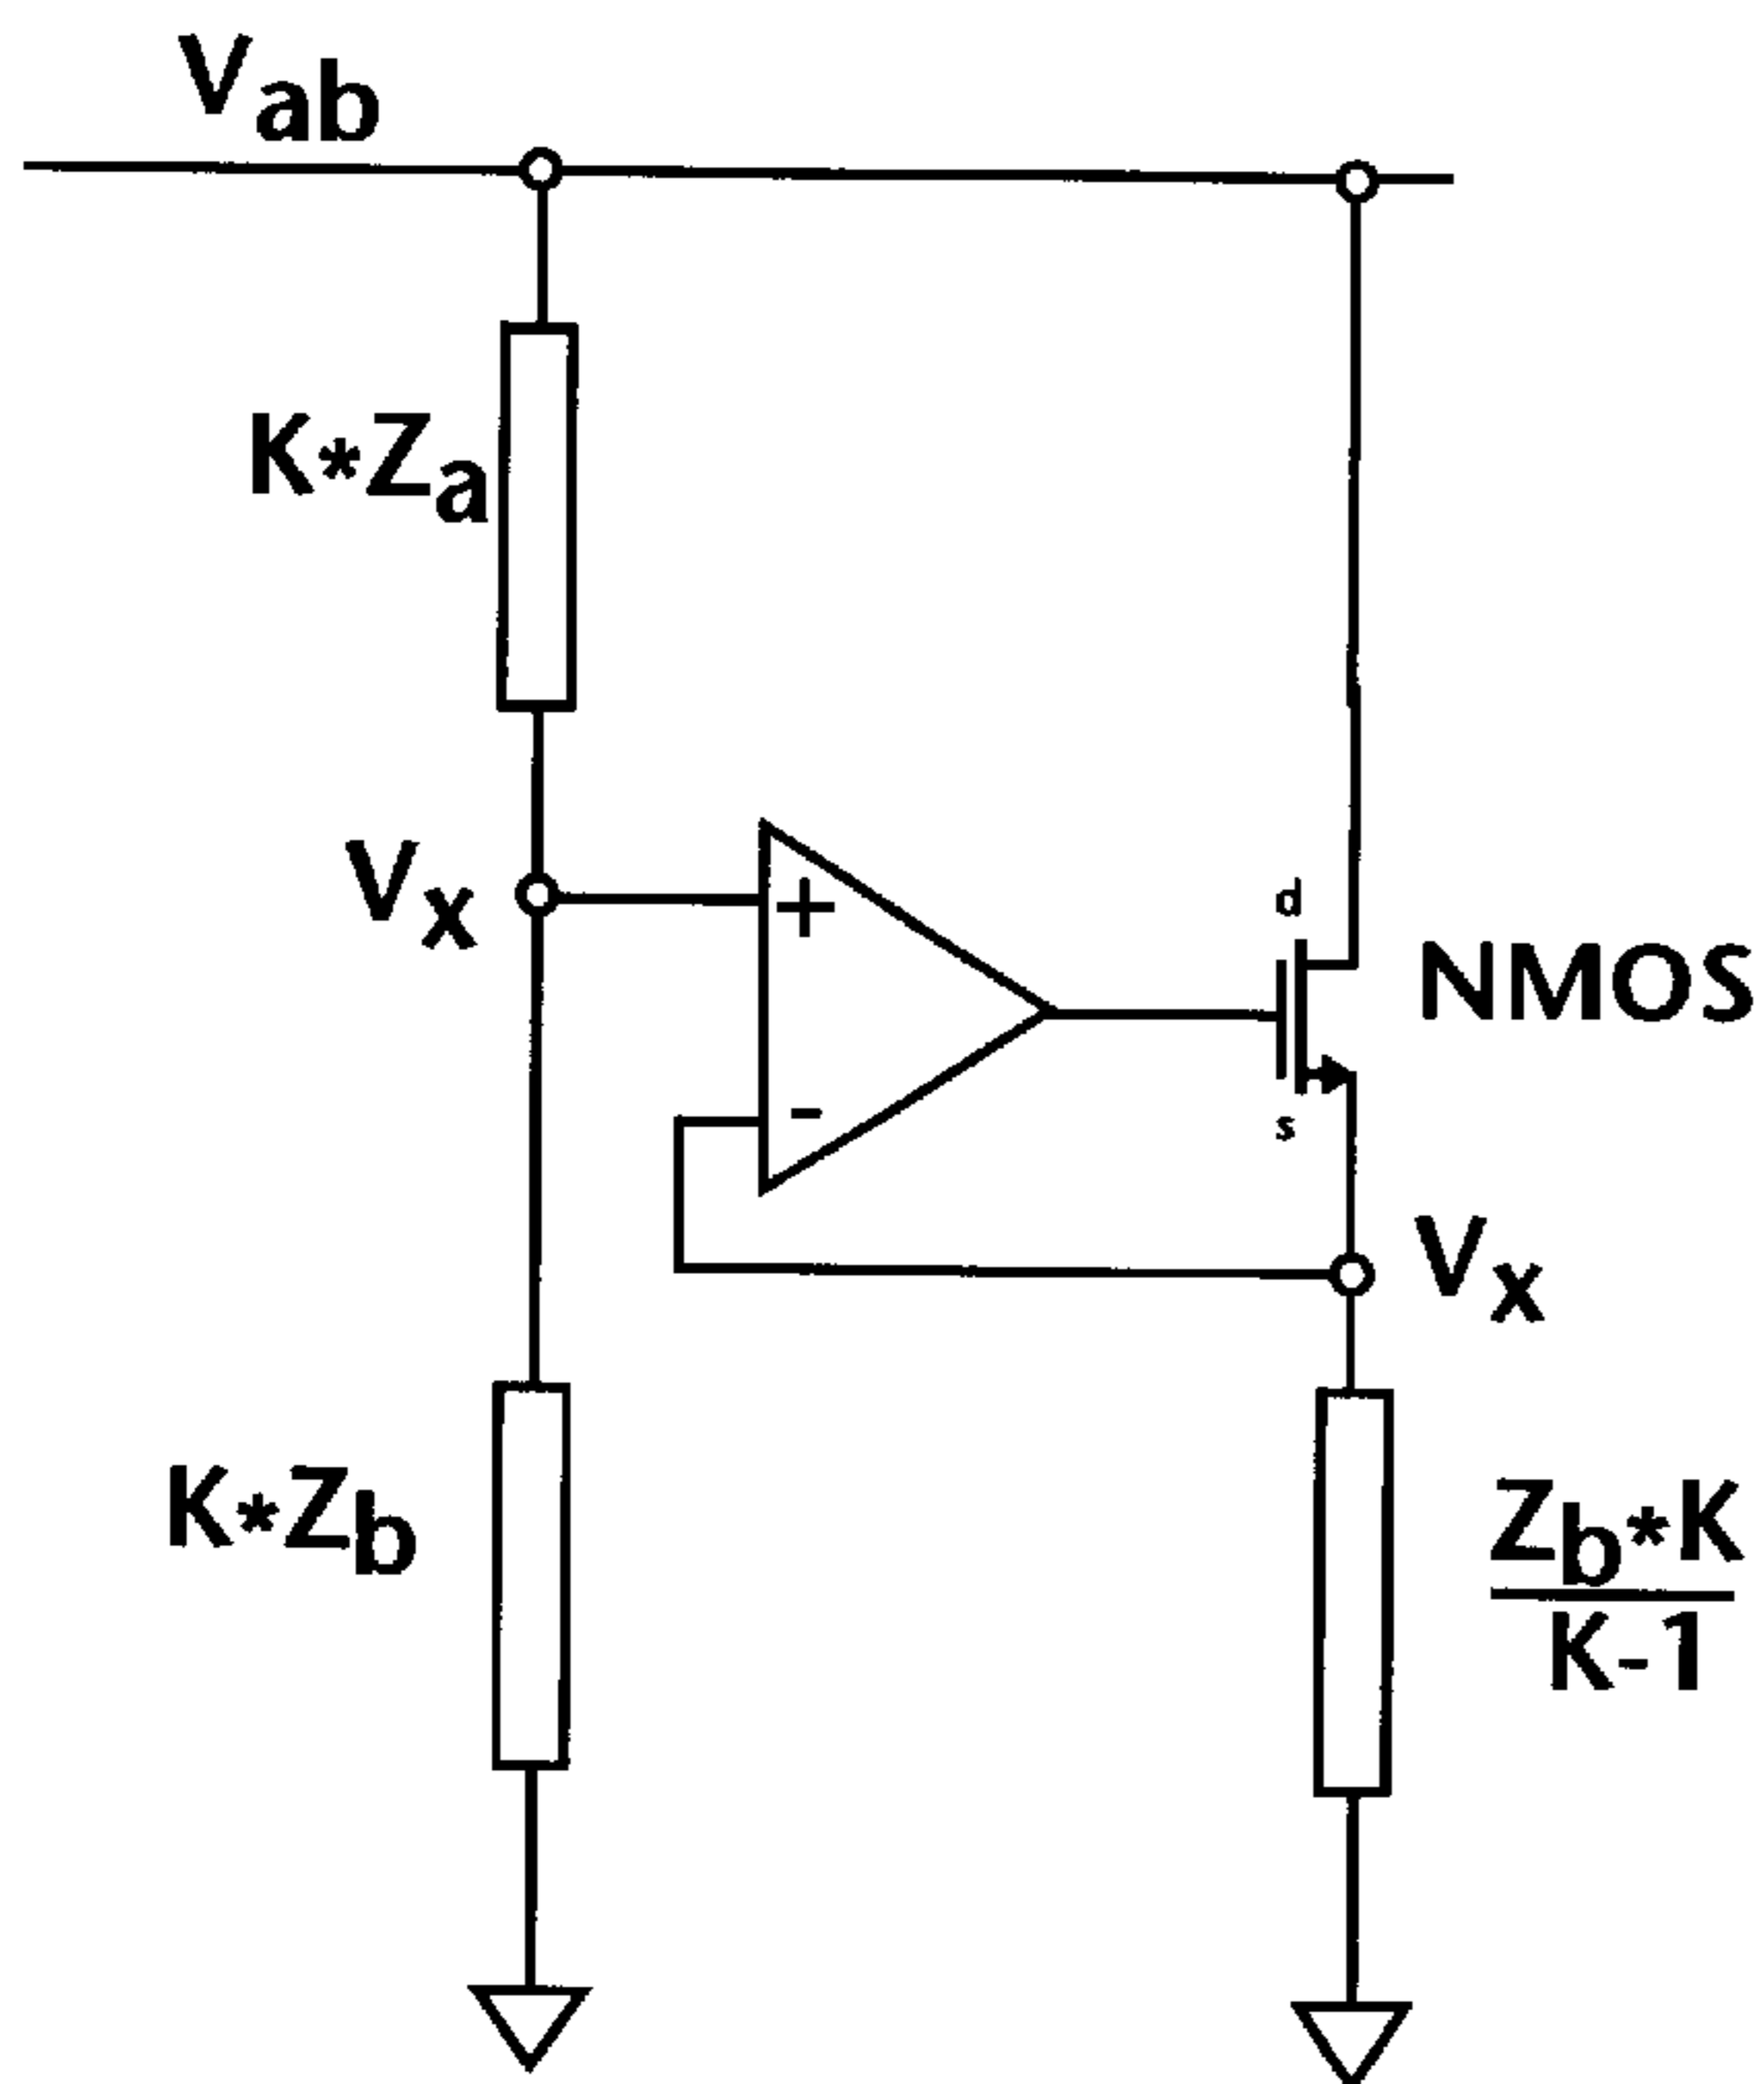 Vab
K*Za
Vx
+
-
d
s
NMOS
Vx
K*Zb
Zb*K
K-1